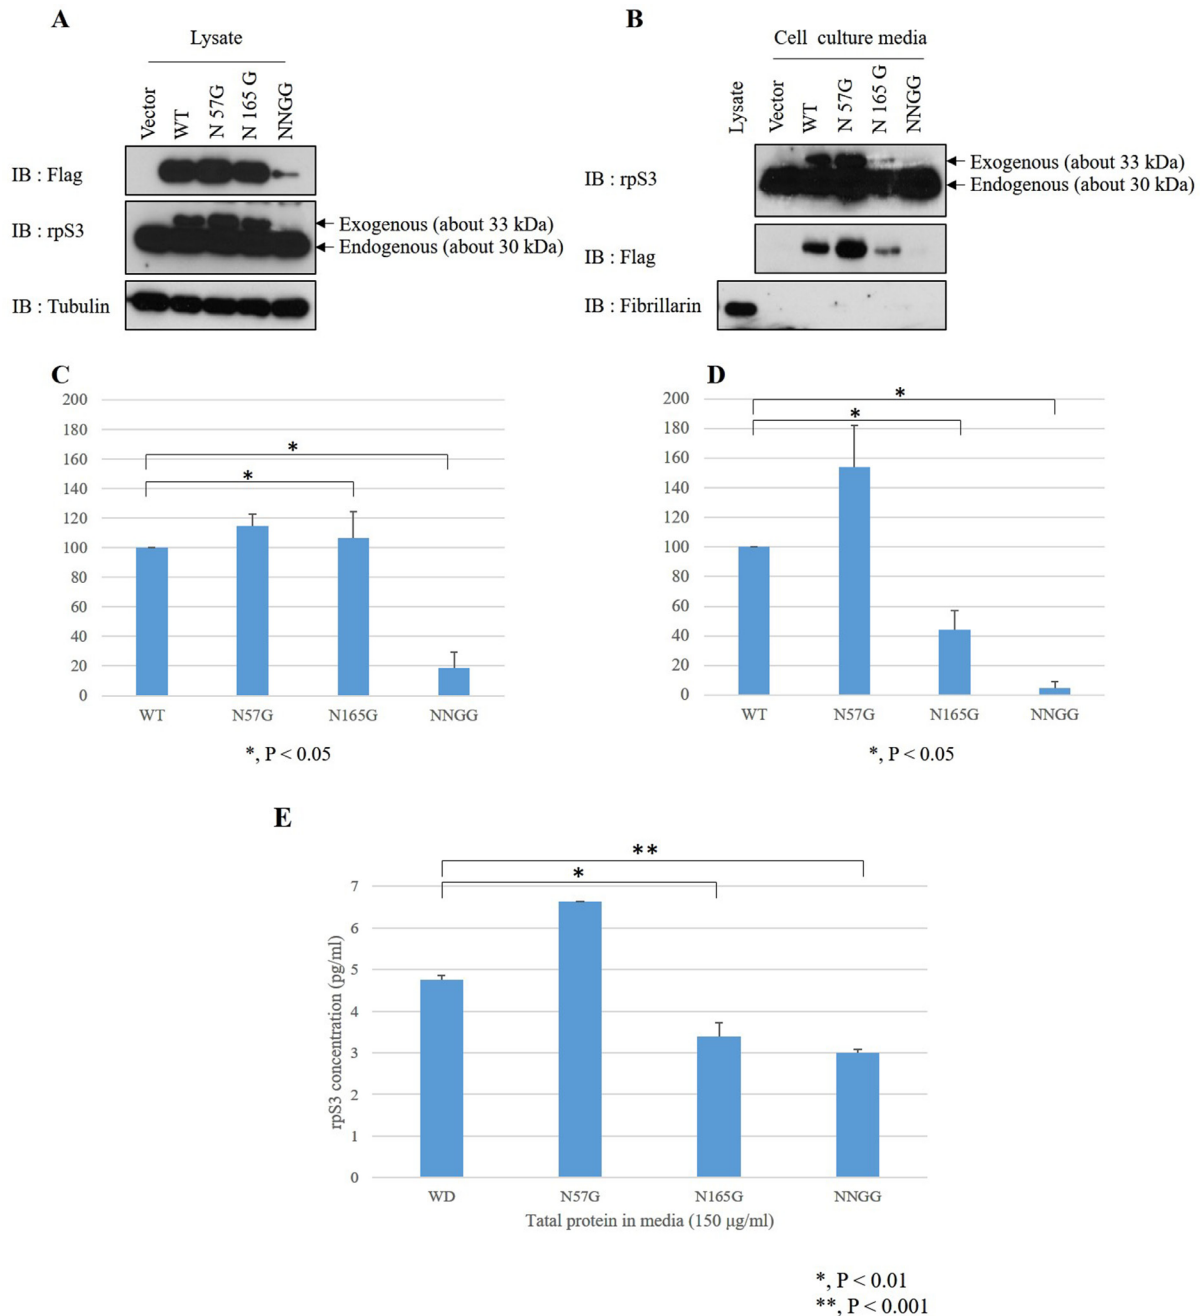 A
Lysate
Vector
WT
N 57G
N 165 G
NNGG
IB : Flag
IB : rpS3
Exogenous (about 33 kDa)
Endogenous (about 30 kDa)
IB : Tubulin
B
Cell culture media
Lysate
Vector
WT
N 57G
N 165 G
NNGG
IB : rpS3
Exogenous (about 33 kDa)
Endogenous (about 30 kDa)
IB : Flag
IB : Fibrillarin
C
200
180
160
140
120
100
80
60
40
20
0
*
*
WT N57G N165G NNGG
*, P < 0.05
D
200
180
160
140
120
100
80
60
40
20
0
*
*
WT N57G N165G NNGG
*, P < 0.05
E
**
*
rpS3 concentration (pg/ml)
7
6
5
4
3
2
1
0
WD N57G N165G NNGG
Tatal protein in media (150 μg/ml)
*, P < 0.01
**, P < 0.001